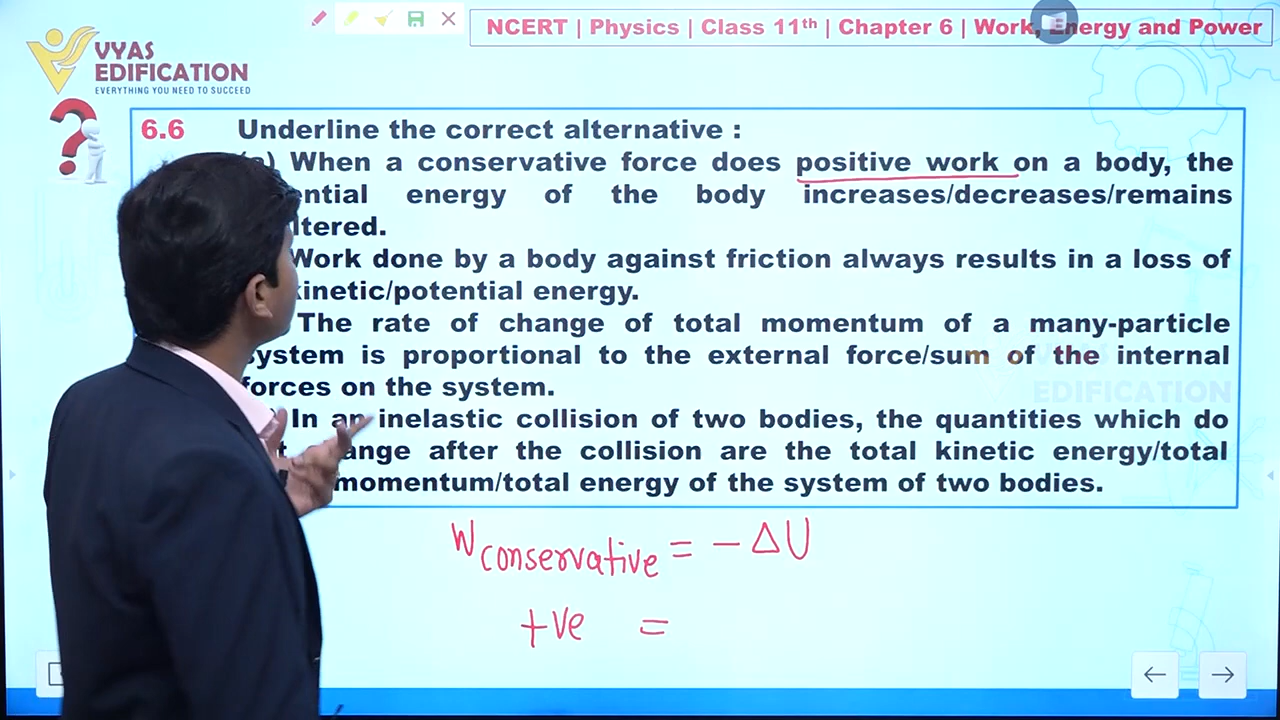 NCERT | Physics | Class 11th | Chapter 6 | Work, Energy and Power
VYAS
EDIFICATION
EVERYTHING YOU NEED TO SUCCEED
6.6 Underline the correct alternative :
When a conservative force does positive work on a body, the
energy of the body increases/decreases/remains
Work done by a body against friction always results in a loss of
kinetic/potential energy.
The rate of change of total momentum of a many-particle
system is proportional to the external force/sum of the internal
forces on the system.
In an inelastic collision of two bodies, the quantities which do
after the collision are the total kinetic energy/total
momentum/total energy of the system of two bodies.
VYAS
EDIFICATION
W conservative = - ΔU
+ve =